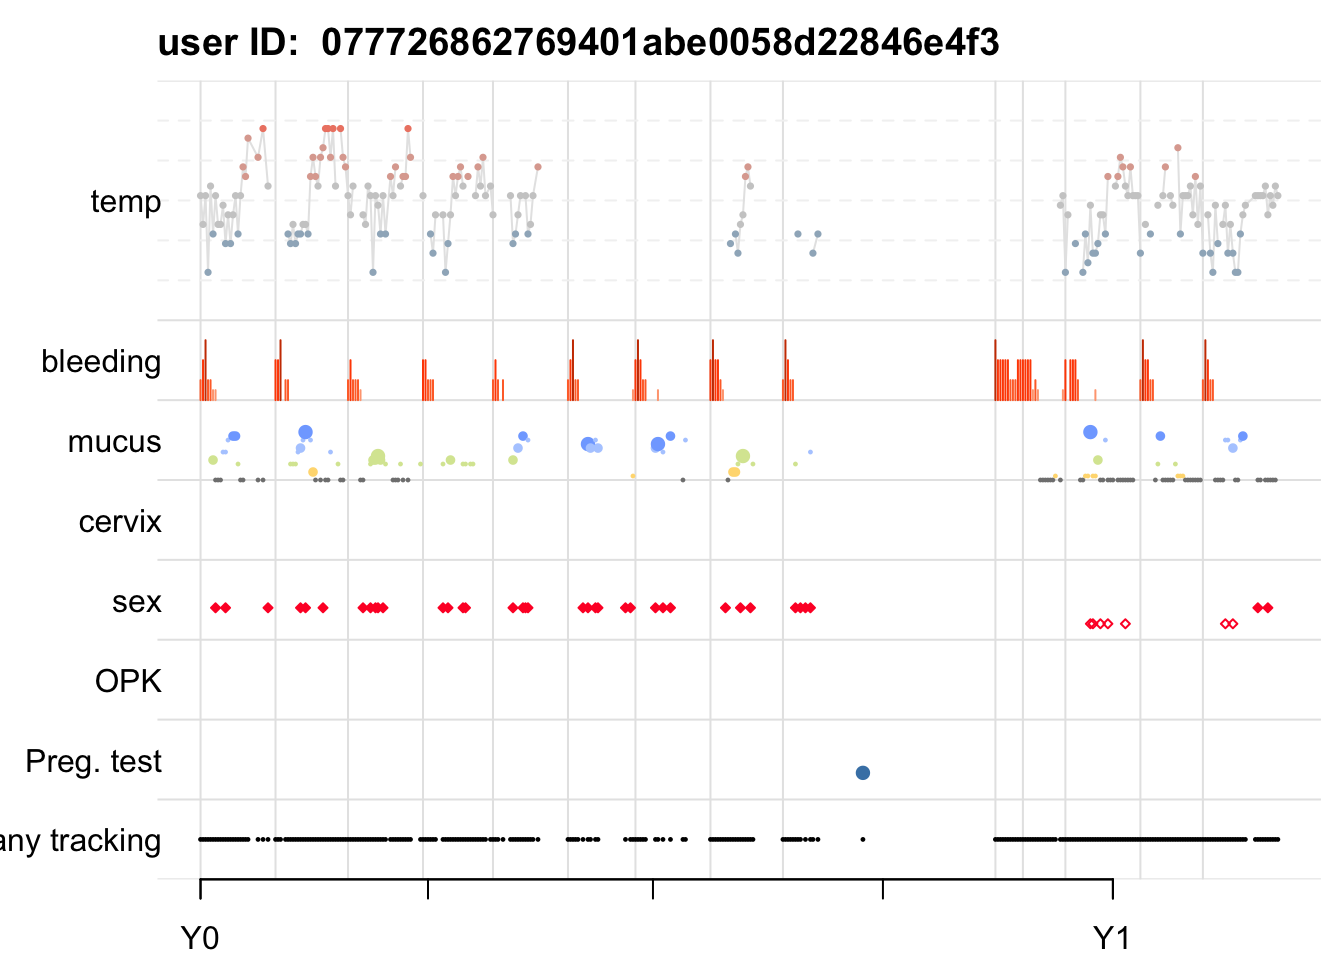 user ID:  077726862769401abe0058d22846e4f3
temp
bleeding
mucus
cervix
sex
OPK
Preg. test
any tracking
Y0 Y1